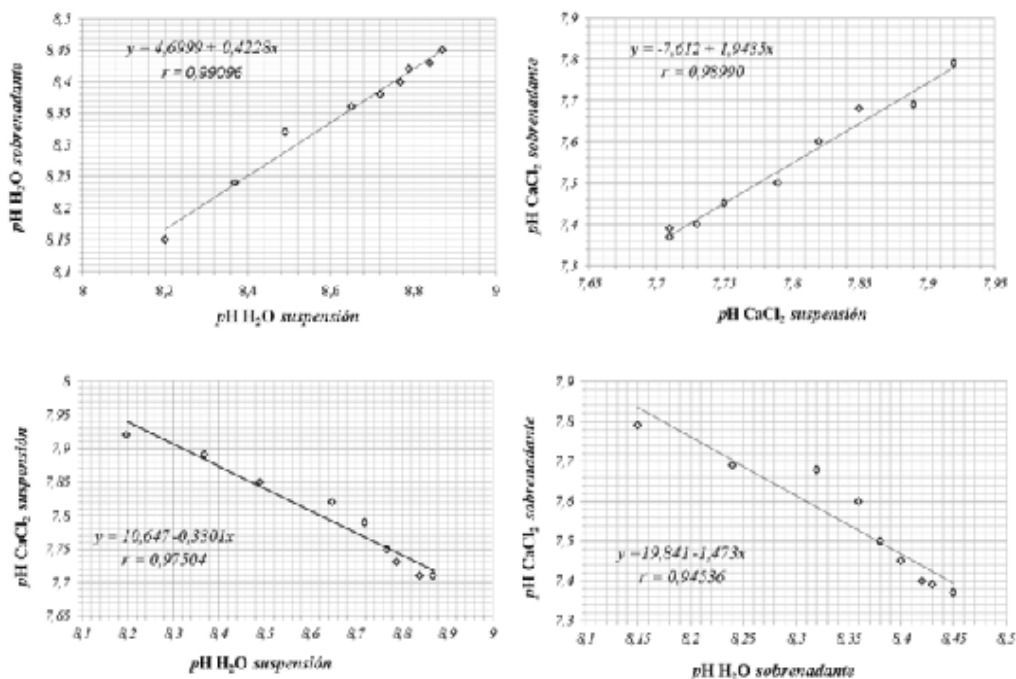 8,5
8,45
8,4
8,35
8,3
8,25
8,2
8,15
8,1
pH H₂O sobrenadante
y = 4,6999 + 0,4228x
r = 0,99096
8 8,2 8,4 8,6 8,8 9
pH H₂O suspensión
7,9
7,8
7,7
7,6
7,5
7,4
7,3
pH CaCl₂ sobrenadante
y = -7,612 + 1,9435x
r = 0,98990
7,65 7,7 7,75 7,8 7,85 7,9 7,95
pH CaCl₂ suspensión
8
7,95
7,9
7,85
7,8
7,75
7,7
7,65
pH CaCl₂ suspensión
y = 10,647 -0,3301x
r = 0,97504
8,1 8,2 8,3 8,4 8,5 8,6 8,7 8,8 8,9 9
pH H₂O suspensión
7,9
7,8
7,7
7,6
7,5
7,4
7,3
pH CaCl₂ sobrenadante
y =19,841 -1,473x
r = 0,94536
8,1 8,15 8,2 8,25 8,3 8,35 8,4 8,45 8,5
pH H₂O sobrenadante